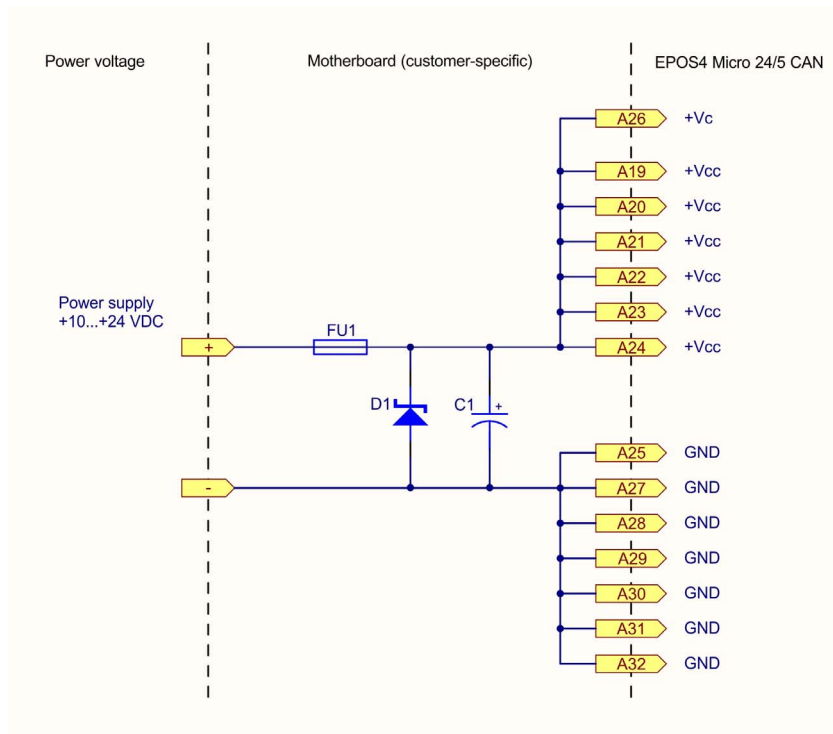 Power voltage
Motherboard (customer-specific)
EPOS4 Micro 24/5 CAN
A26 +Vc
A19 +Vcc
A20 +Vcc
A21 +Vcc
A22 +Vcc
Power supply
+10...+24 VDC
A23 +Vcc
FU1
+
A24 +Vcc
D1
C1 +
A25 GND
-
A27 GND
A28 GND
A29 GND
A30 GND
A31 GND
A32 GND